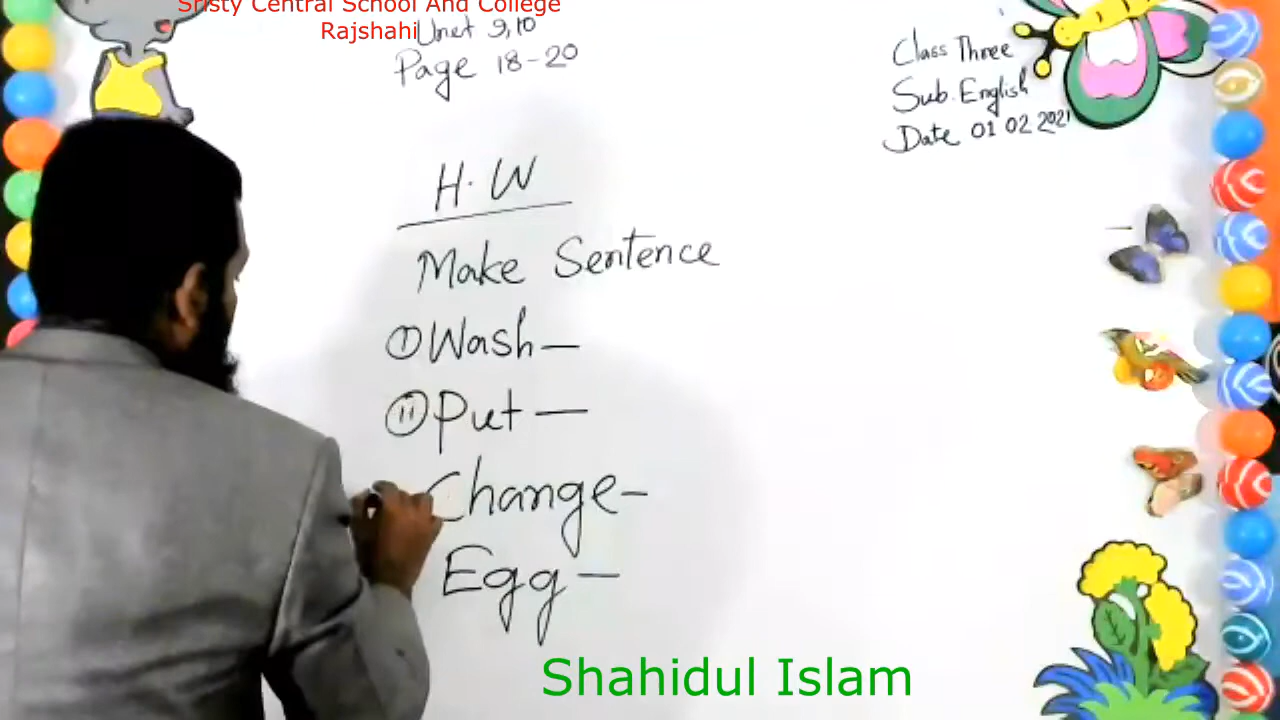 Sristy Central School And College
Rajshahi
Unet 9,10
Page 18-20
Class Three
Sub. English
Date 01 02 2021
H. W
Make Sentence
(I) Wash—
(II) Put —
Change-
Egg —
Shahidul Islam